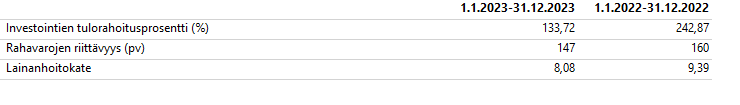 1.1.2023-31.12.2023 1.1.2022-31.12.2022
Investointien tulorahoitusprosentti (%) 133,72 242,87
Rahavarojen riittävyys (pv) 147 160
Lainanhoitokate 8,08 9,39